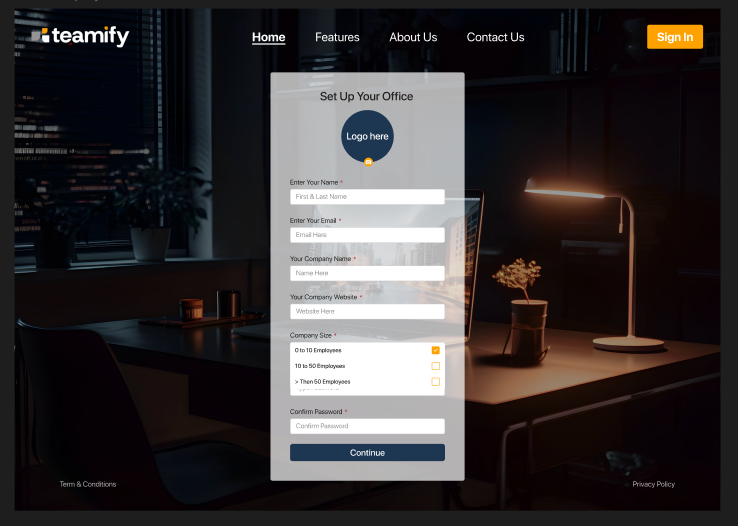 teamify
Home Features About Us Contact Us Sign In
Set Up Your Office
Logo here
Enter Your Name *
First & Last Name
Enter Your Email *
Email Here
Your Company Name *
Name Here
Your Company Website *
Website Here
Company Size *
0 to 10 Employees
10 to 50 Employees
> Then 50 Employees
Confirm Password *
Confirm Password
Continue
Term & Conditions Privacy Policy